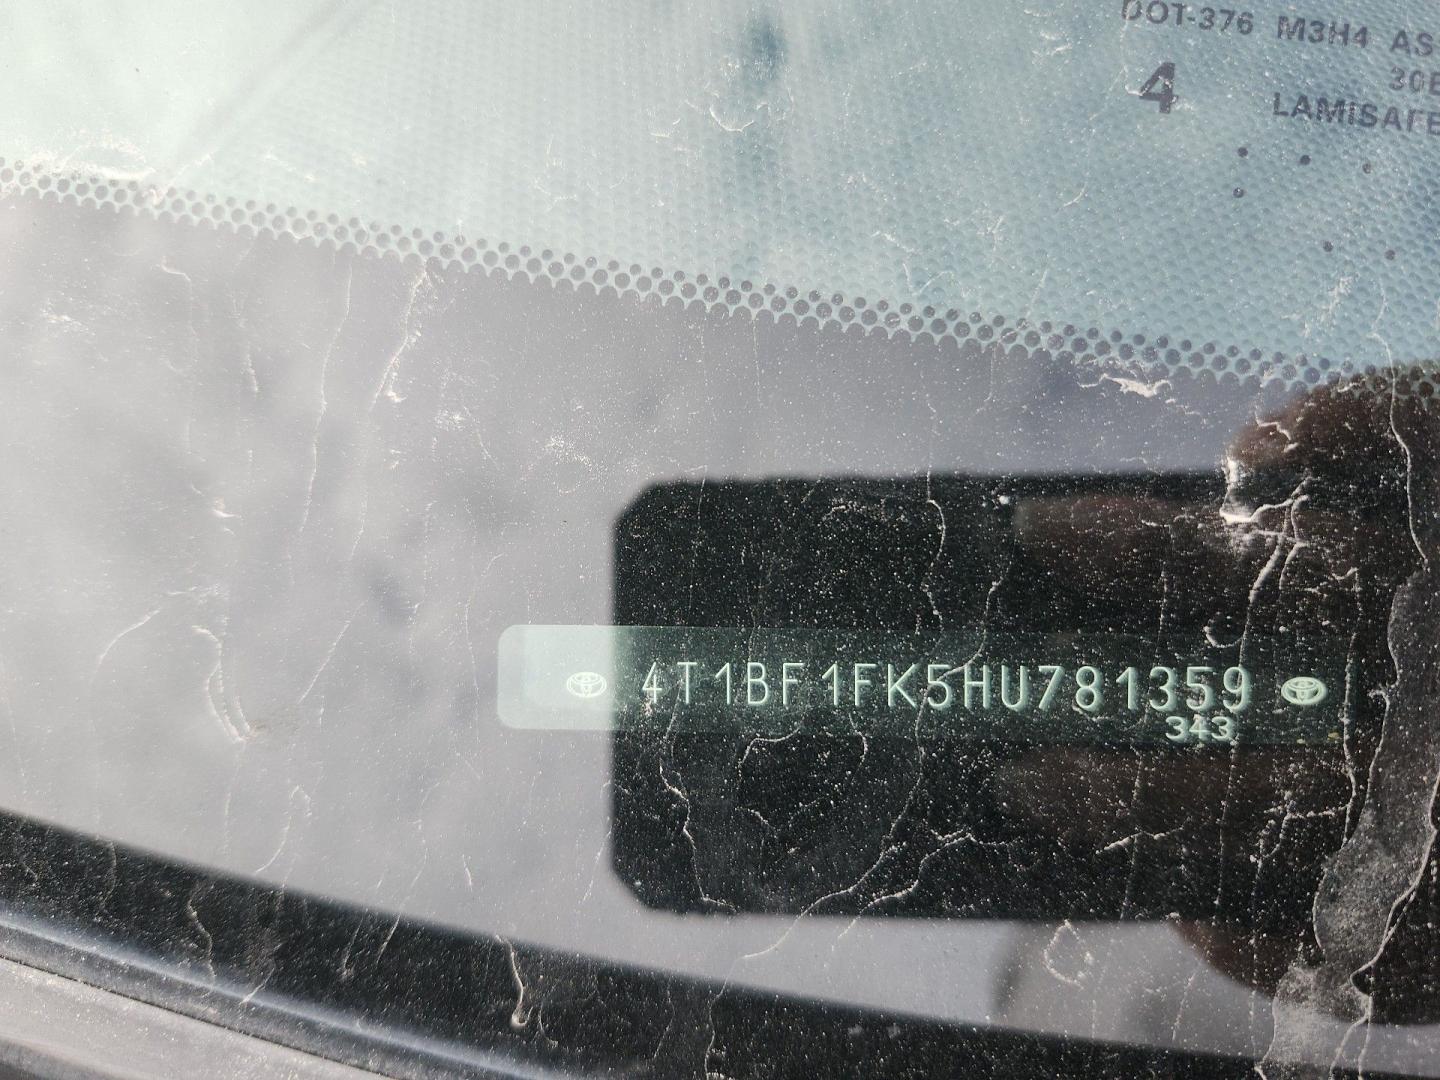 DOT-376 M3H4 AS
4
LAMISAFE
4T1BF1FK5HU781359
343